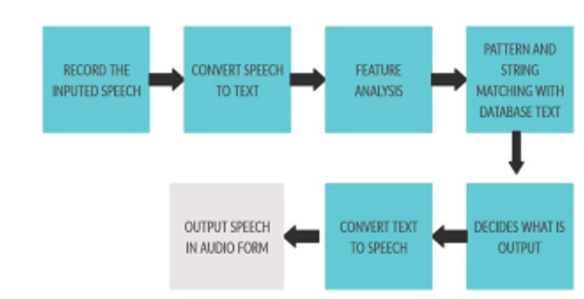 RECORD THE
INPUTED SPEECH
CONVERT SPEECH
TO TEXT
FEATURE
ANALYSIS
PATTERN AND
STRING
MATCHING WITH
DATABASE TEXT
DECIDES WHAT IS
OUTPUT
CONVERT TEXT
TO SPEECH
OUTPUT SPEECH
IN AUDIO FORM